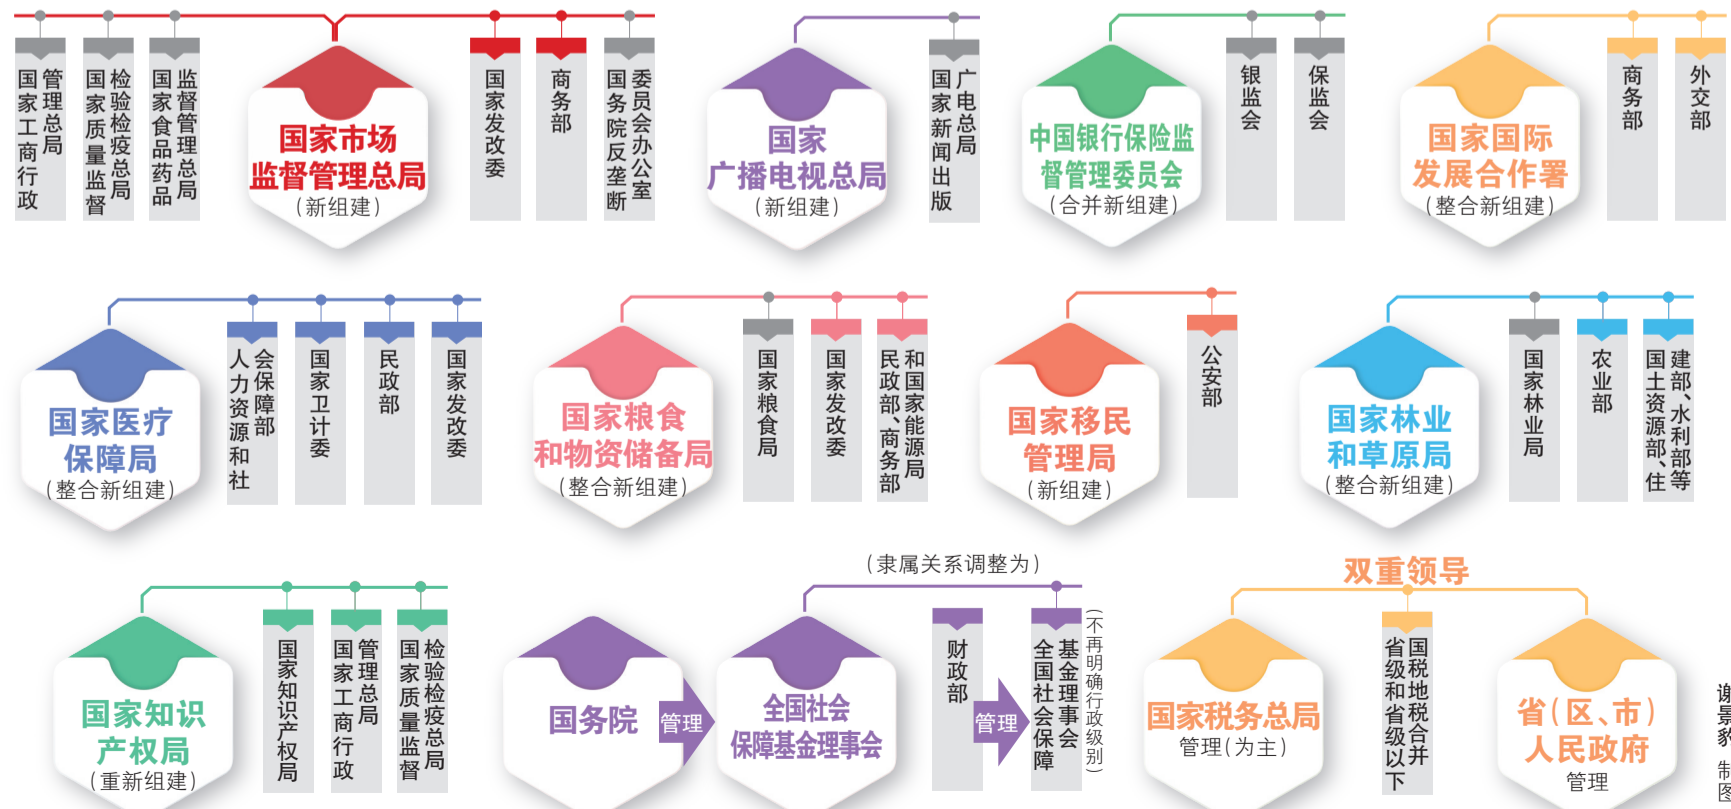 国家工商行政
管理总局
国家质量监督
检验检疫总局
国家食品药品
监督管理总局
国家市场
监督管理总局
(新组建)
国家发改委
商务部
国务院反垄断
委员会办公室
国家
广播电视总局
(新组建)
国家新闻出版
广电总局
中国银行保险监
督管理委员会
(合并新组建)
银监会
保监会
国家国际
发展合作署
(整合新组建)
商务部
外交部
国家医疗
保障局
(整合新组建)
人力资源和社
会保障部
国家卫计委
民政部
国家发改委
国家粮食
和物资储备局
(整合新组建)
国家粮食局
国家发改委
民政部、商务部
和国家能源局
国家移民
管理局
(新组建)
公安部
国家林业
和草原局
(整合新组建)
国家林业局
农业部
国土资源部、住
建部、水利部等
国家知识
产权局
(重新组建)
国家知识产权局
国家工商行政
管理总局
国家质量监督
检验检疫总局
(隶属关系调整为)
国务院
管理
全国社会
保障基金理事会
财政部
管理
全国社会保障
基金理事会
(不再明确行政级别)
双重领导
国家税务总局
管理(为主)
省级和省级以下
国税地税合并
省(区、市)
人民政府
管理
谢景豹 制图